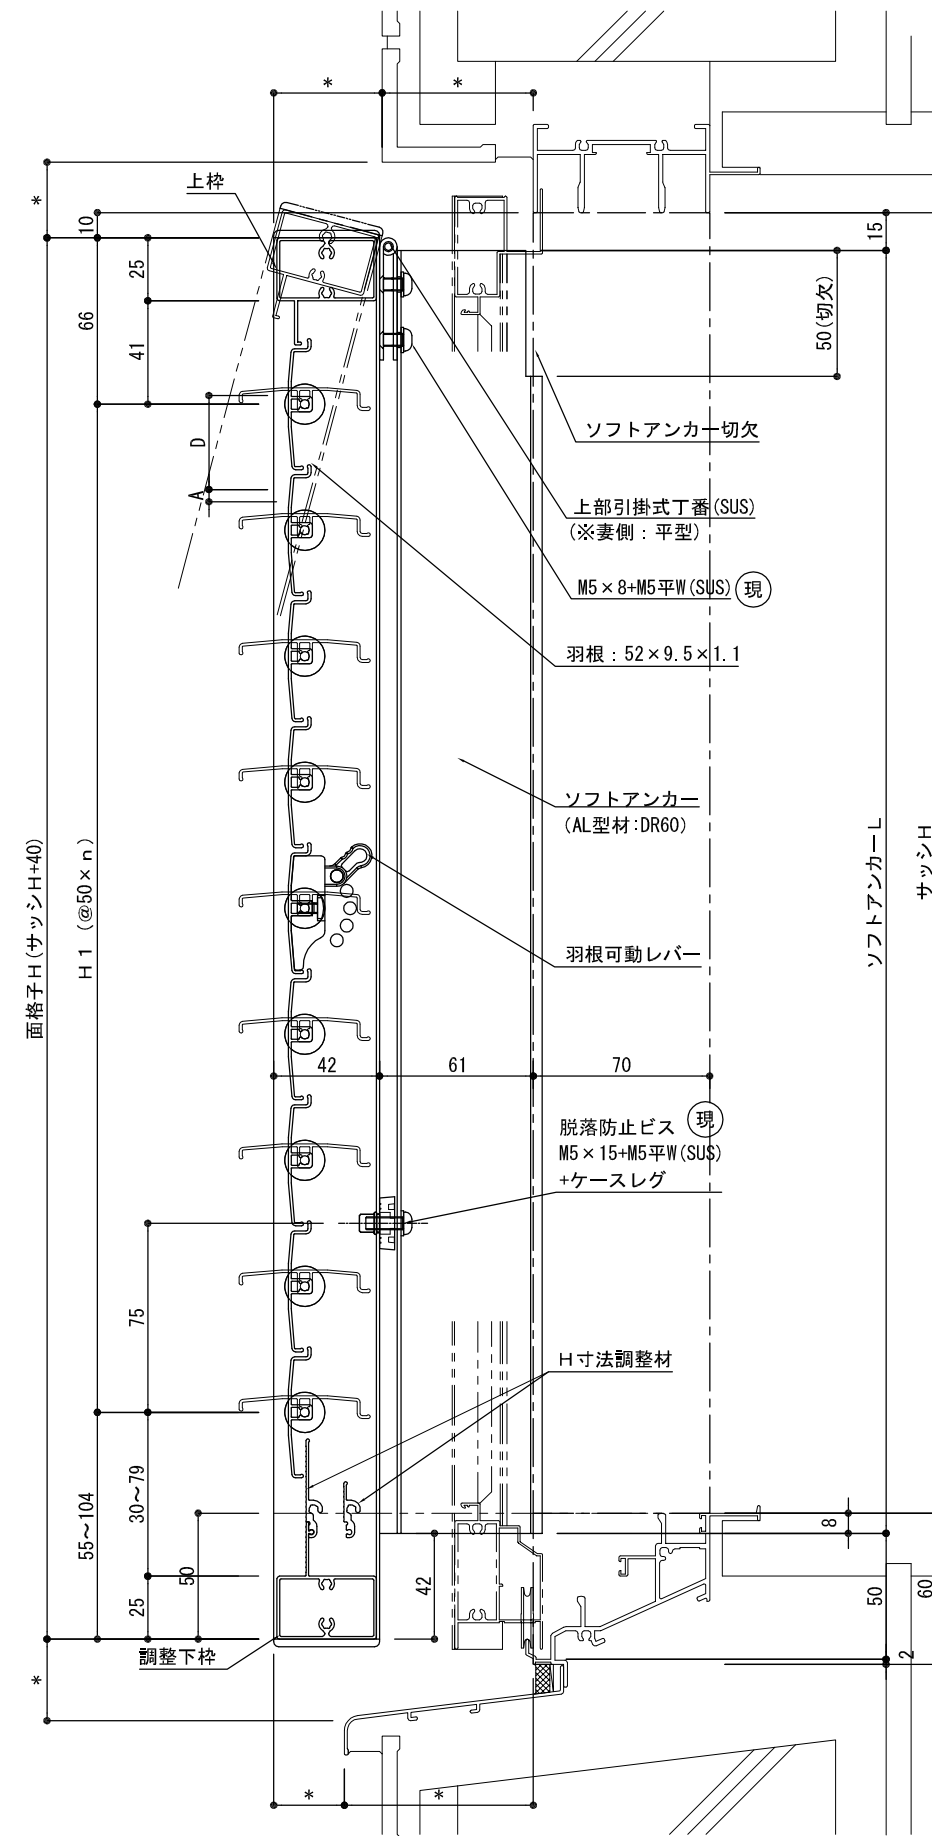 *
*
*
上枠
10
15
25
50(切欠)
66
41
ソフトアンカー切欠
D
A
上部引掛式丁番(SUS)
(※妻側：平型)
M5×8+M5平W(SUS) 現
羽根：52×9.5×1.1
ソフトアンカー
(AL型材:DR60)
面格子H(サッシH+40)
H1 (@50×n)
ソフトアンカーL
サッシH
羽根可動レバー
42
61
70
脱落防止ビス 現
M5×15+M5平W(SUS)
+ケースレグ
75
H寸法調整材
30~79
55~104
50
8
25
42
50
60
調整下枠
2
*
*
*